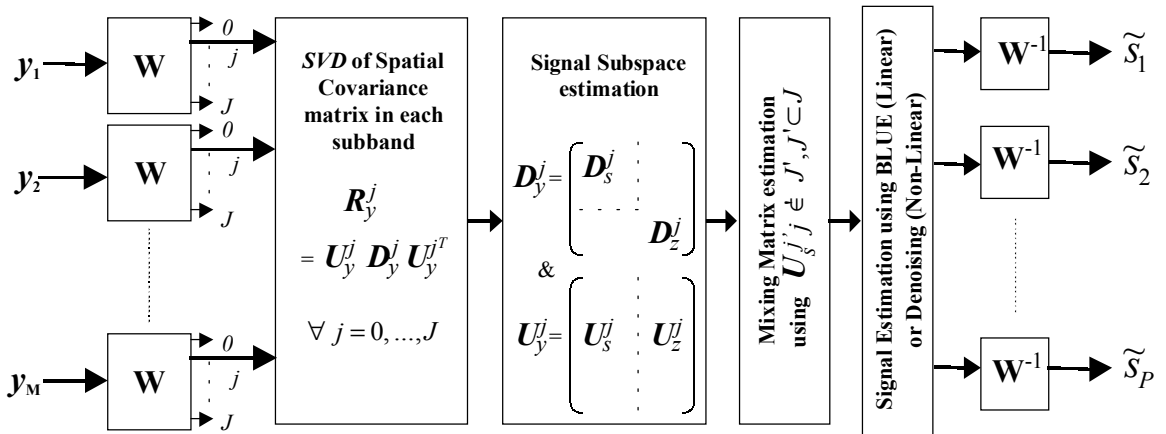 y₁
W
0
j
J
y₂
W
0
j
J
y_M
W
0
j
J
SVD of Spatial
Covariance
matrix in each
subband
R_y^j
= U_y^j D_y^j U_y^{j^T}
∀ j = 0, ..., J
Signal Subspace
estimation
D_y^j = ( D_s^j
D_z^j )
&
U_y^j = ( U_s^j U_z^j )
Mixing Matrix estimation
using U_s^{j'} j ∈ J', J' ⊂ J
Signal Estimation using BLUE (Linear)
or Denoising (Non-Linear)
W⁻¹
s̃₁
W⁻¹
s̃₂
W⁻¹
s̃_P